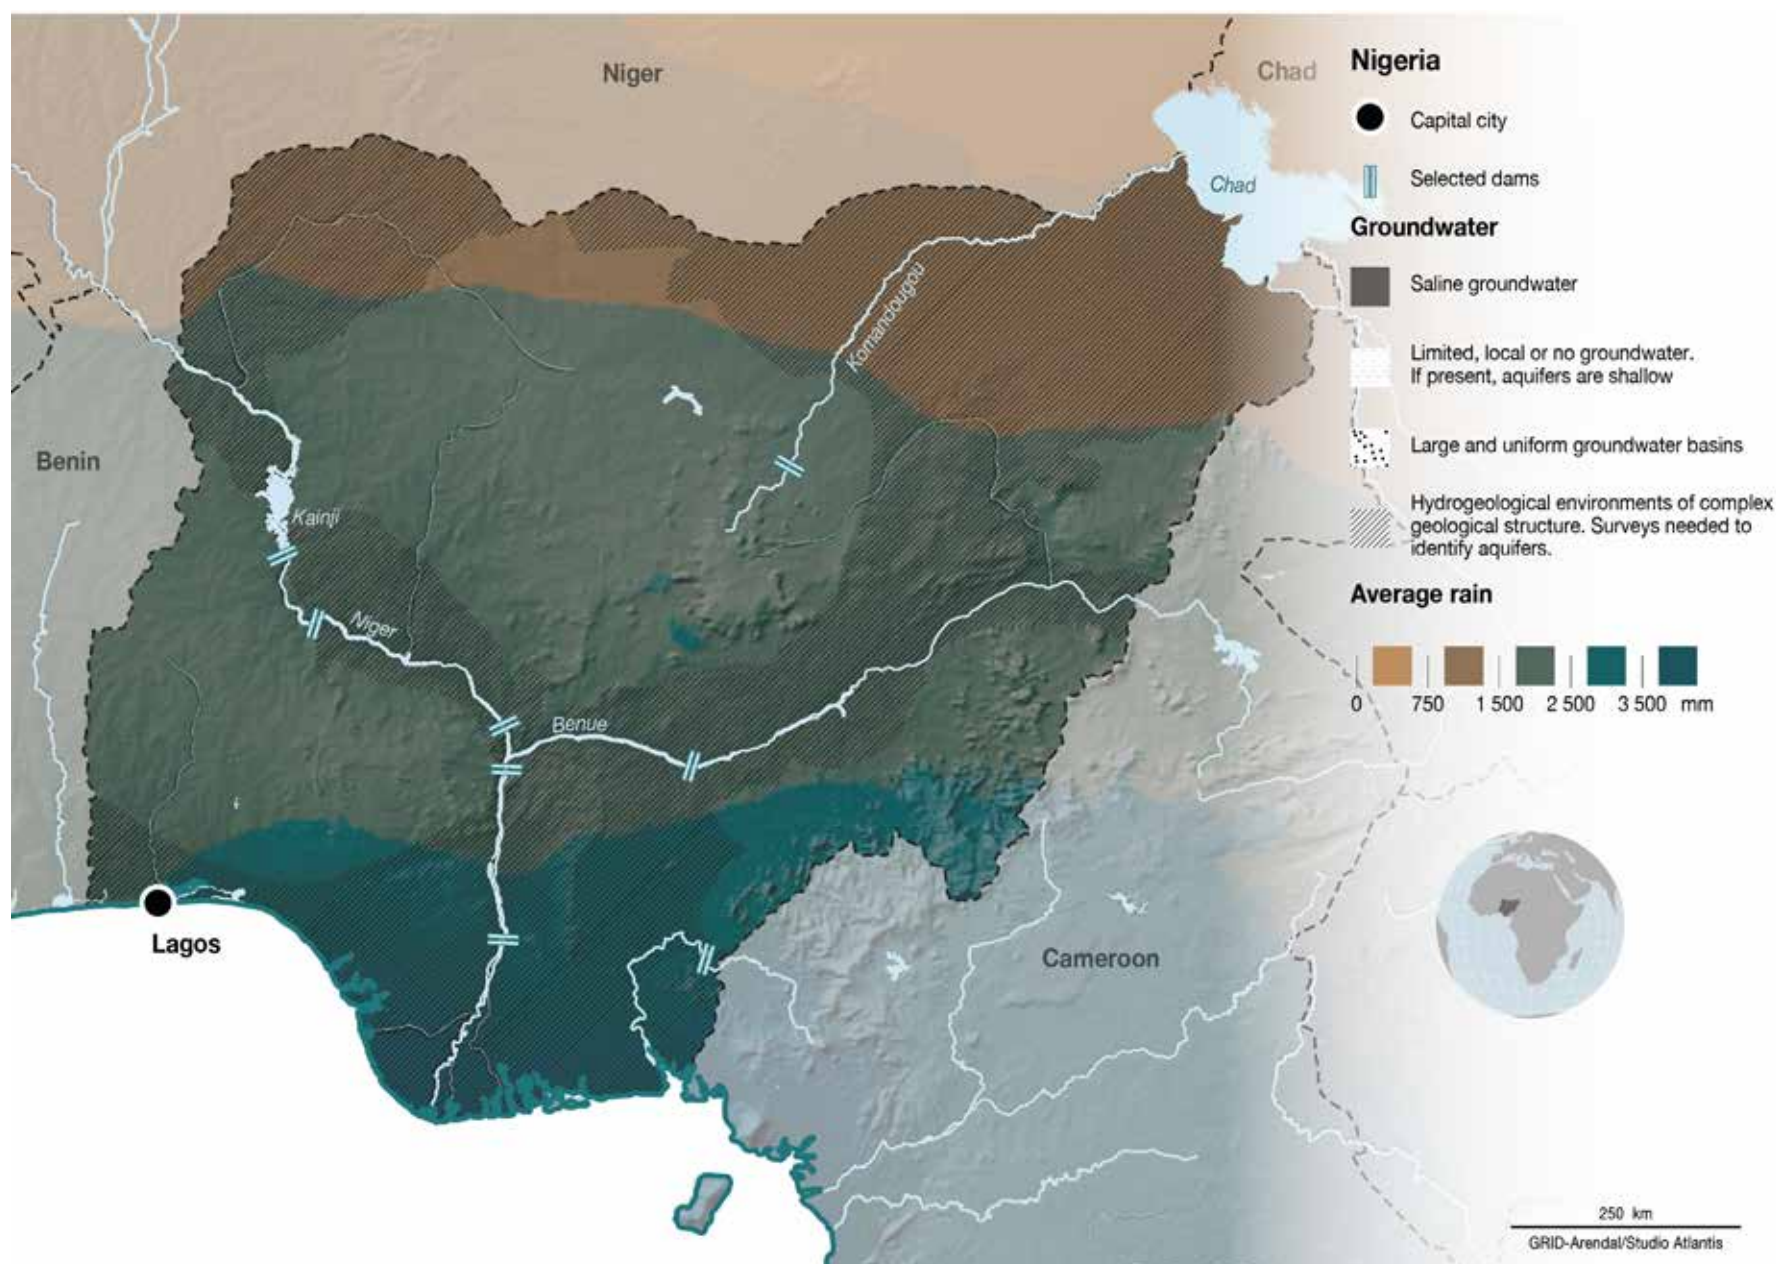 Niger
Chad
Nigeria
Capital city
Chad
Selected dams
Groundwater
Saline groundwater
Komandougou
Limited, local or no groundwater.
If present, aquifers are shallow
Benin
Large and uniform groundwater basins
Kainji
Hydrogeological environments of complex
geological structure. Surveys needed to
identify aquifers.
Niger
Average rain
0 750 1 500 2 500 3 500 mm
Benue
Lagos
Cameroon
250 km
GRID-Arendal/Studio Atlantis